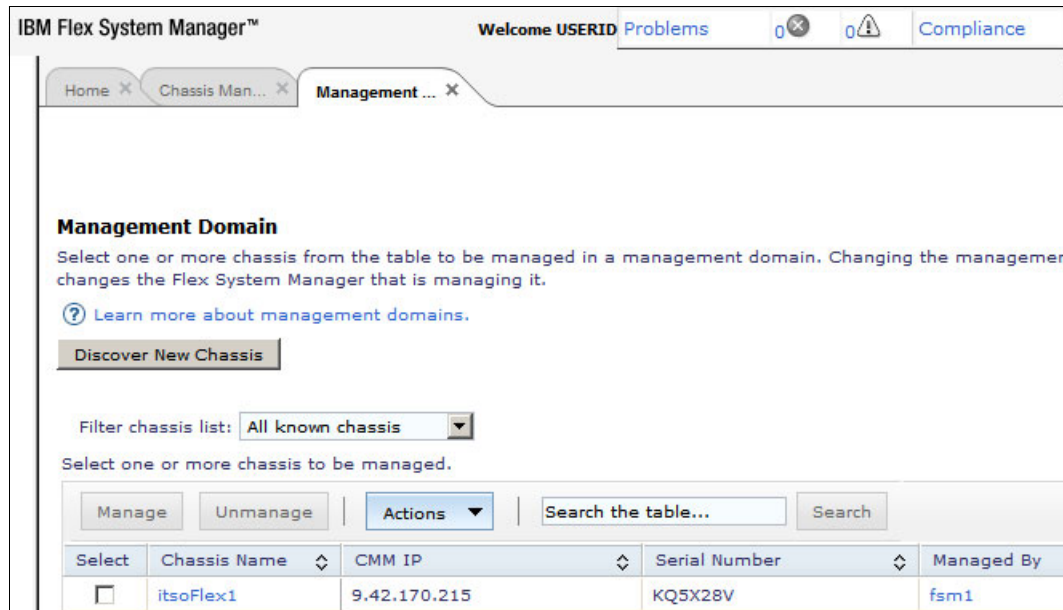 IBM Flex System Manager™ Welcome USERID Problems 0 0 Compliance
Home Chassis Man... Management ...
Management Domain
Select one or more chassis from the table to be managed in a management domain. Changing the
changes the Flex System Manager that is managing it.
? Learn more about management domains.
Discover New Chassis
Filter chassis list: All known chassis
Select one or more chassis to be managed.
Manage Unmanage | Actions | Search the table... Search
Select Chassis Name CMM IP Serial Number Managed By
itsoFlex1 9.42.170.215 KQ5X28V fsm1